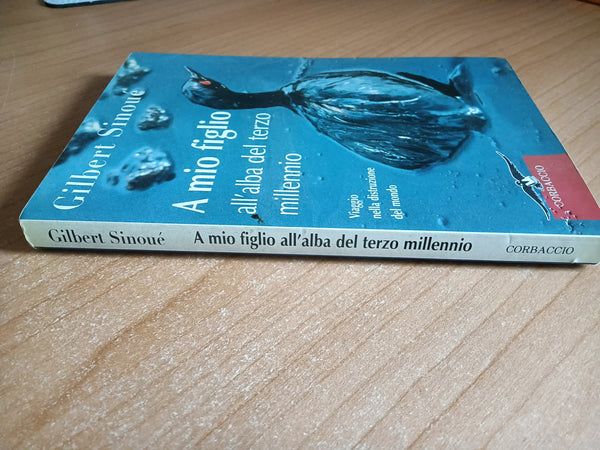 Gilbert Sinoué
A mio figlio
all'alba del terzo
millennio
Viaggio
nella distruzione
del mondo
CORBACCIO
Gilbert Sinoué A mio figlio all'alba del terzo millennio CORBACCIO